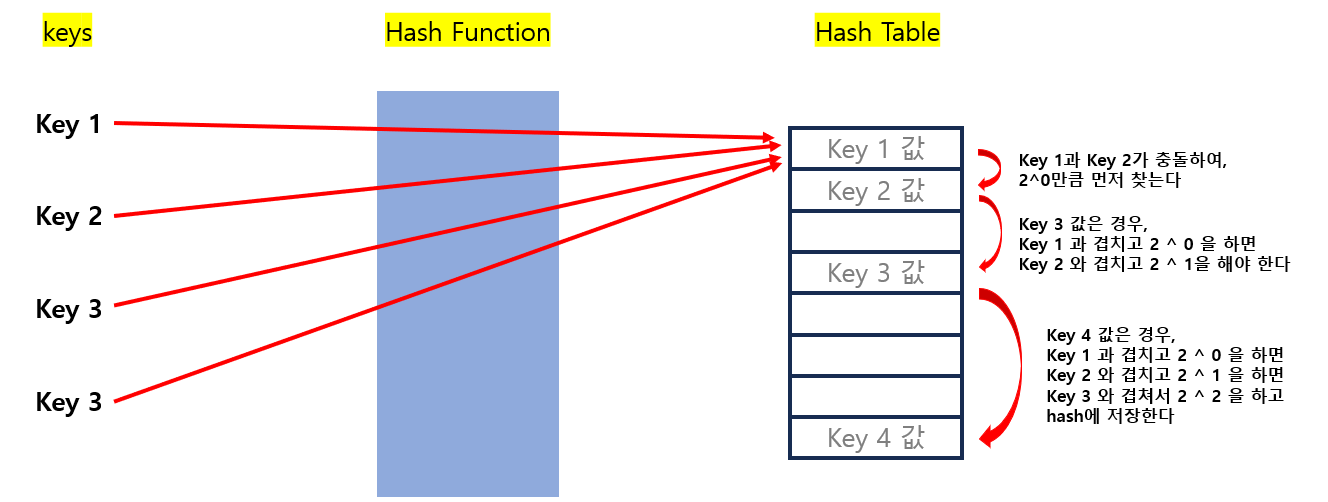 keys
Hash Function
Hash Table
Key 1
Key 2
Key 3
Key 3
Key 1 값
Key 2 값
Key 3 값
Key 4 값
Key 1과 Key 2가 충돌하여,
2^0만큼 먼저 찾는다
Key 3 값은 경우,
Key 1 과 겹치고 2 ^ 0 을 하면
Key 2 와 겹치고 2 ^ 1을 해야 한다
Key 4 값은 경우,
Key 1 과 겹치고 2 ^ 0 을 하면
Key 2 와 겹치고 2 ^ 1 을 하면
Key 3 와 겹쳐서 2 ^ 2 을 하고
hash에 저장한다